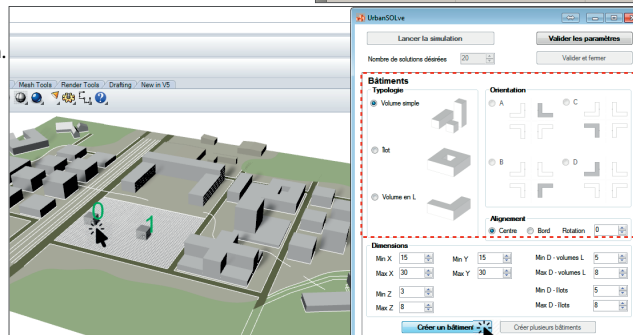 n.
Mesh Tools Render Tools Drafting New in V5
0
1
UrbanSOLve
Lancer la simulation
Valider les paramètres
Nombre de solutions désirées 20
Valider et fermer
Bâtiments
Typologie
Orientation
Volume simple
A
C
Îlot
B
D
Volume en L
Alignement
Centre Bord Rotation 0
Dimensions
Min X 15 Min Y 15 Min D - volumes L 5
Max X 30 Max Y 30 Max D - volumes L 8
Min Z 3 Min D - îlots 5
Max Z 8 Max D - îlots 8
Créer un bâtiment
Créer plusieurs bâtiments